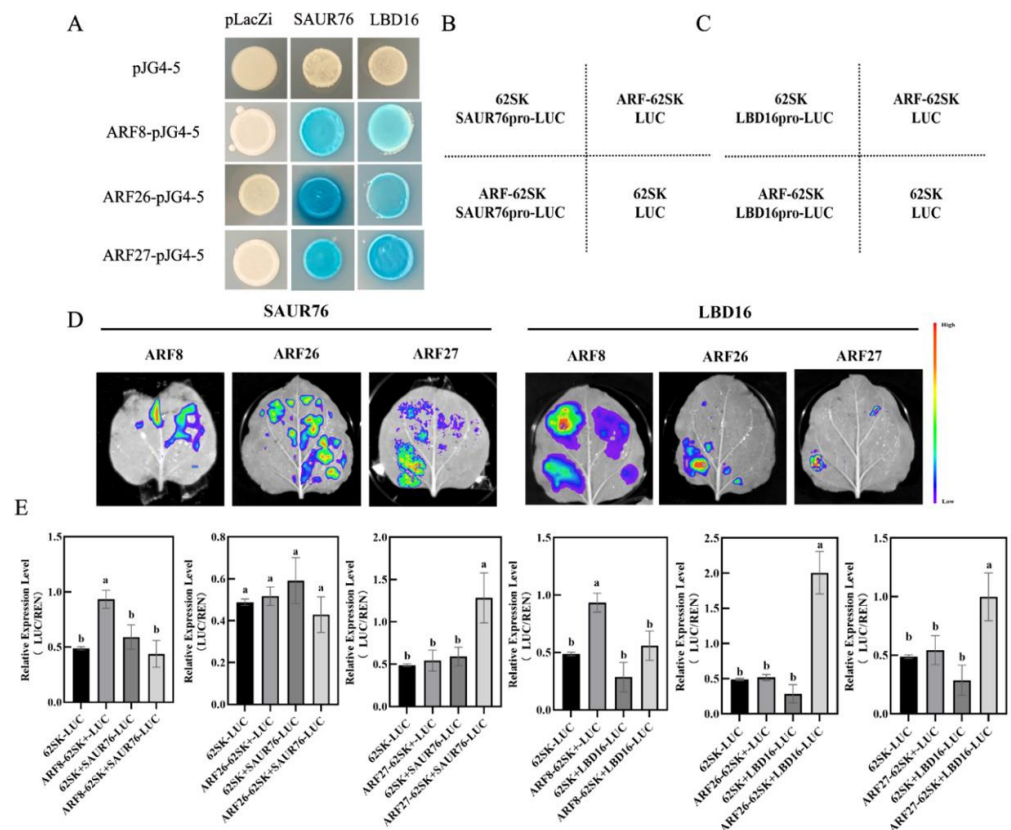 A
pLacZi
SAUR76
LBD16
pJG4-5
ARF8-pJG4-5
ARF26-pJG4-5
ARF27-pJG4-5
B
62SK
SAUR76pro-LUC
ARF-62SK
LUC
ARF-62SK
SAUR76pro-LUC
62SK
LUC
C
62SK
LBD16pro-LUC
ARF-62SK
LUC
ARF-62SK
LBD16pro-LUC
62SK
LUC
D
SAUR76
ARF8
ARF26
ARF27
LBD16
ARF8
ARF26
ARF27
High
Low
E
Relative Expression Level
( LUC/REN)
1.5
1.0
0.5
0.0
b
a
b
b
62SK-LUC
ARF8-62SK+-LUC
62SK+SAUR76-LUC
ARF8-62SK+SAUR76-LUC
Relative Expression Level
(LUC/REN)
0.8
0.6
0.4
0.2
0.0
a
a
a
a
62SK-LUC
ARF26-62SK+-LUC
62SK+SAUR76-LUC
ARF26-62SK+SAUR76-LUC
Relative Expression Level
( LUC/REN)
2.0
1.5
1.0
0.5
0.0
b
b
b
a
62SK-LUC
ARF27-62SK+-LUC
62SK+SAUR76-LUC
ARF27-62SK+SAUR76-LUC
Relative Expression Level
( LUC/REN)
1.5
1.0
0.5
0.0
b
a
b
b
62SK-LUC
ARF8-62SK+-LUC
62SK+LBD16-LUC
ARF8-62SK+LBD16-LUC
Relative Expression Level
( LUC/REN)
2.5
2.0
1.5
1.0
0.5
0.0
b
b
b
a
62SK-LUC
ARF26-62SK+-LUC
62SK+LBD16-LUC
ARF26-62SK+LBD16-LUC
Relative Expression Level
( LUC/REN)
1.5
1.0
0.5
0.0
b
b
b
a
62SK-LUC
ARF27-62SK+-LUC
62SK+LBD16-LUC
ARF27-62SK+LBD16-LUC